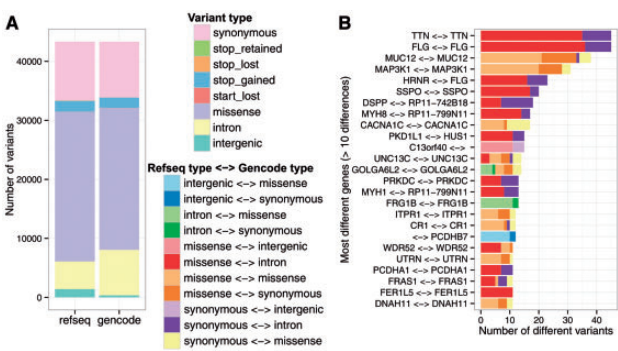 A
Number of variants
40000
30000
20000
10000
0
refseq
gencode
Variant type
synonymous
stop_retained
stop_lost
stop_gained
start_lost
missense
intron
intergenic
Refseq type <-> Gencode type
intergenic <-> missense
intergenic <-> synonymous
intron <-> missense
intron <-> synonymous
missense <-> intergenic
missense <-> intron
missense <-> missense
missense <-> synonymous
synonymous <-> intergenic
synonymous <-> intron
synonymous <-> missense
B
Most different genes (> 10 differences)
TTN <-> TTN
FLG <-> FLG
MUC12 <-> MUC12
MAP3K1 <-> MAP3K1
HRNR <-> FLG
SSPO <-> SSPO
DSPP <-> RP11-742B18
MYH8 <-> RP11-799N11
CACNA1C <-> CACNA1C
PKD1L1 <-> HUS1
C13orf40 <->
UNC13C <-> UNC13C
GOLGA6L2 <-> GOLGA6L2
PRKDC <-> PRKDC
MYH1 <-> RP11-799N11
FRG1B <-> FRG1B
ITPR1 <-> ITPR1
CR1 <-> CR1
<-> PCDHB7
WDR52 <-> WDR52
UTRN <-> UTRN
PCDHA1 <-> PCDHA1
FRAS1 <-> FRAS1
FER1L5 <-> FER1L5
DNAH11 <-> DNAH11
0 10 20 30 40
Number of different variants